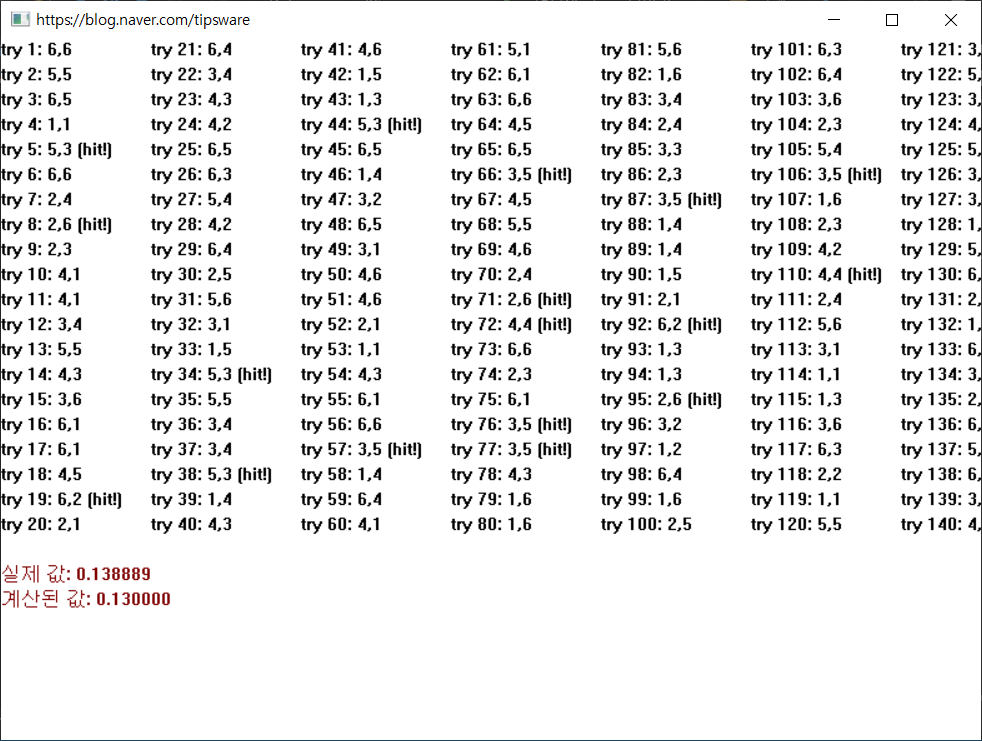 https://blog.naver.com/tipsware
try 1: 6,6 try 21: 6,4 try 41: 4,6 try 61: 5,1 try 81: 5,6 try 101: 6,3 try 121: 3,
try 2: 5,5 try 22: 3,4 try 42: 1,5 try 62: 6,1 try 82: 1,6 try 102: 6,4 try 122: 5,
try 3: 6,5 try 23: 4,3 try 43: 1,3 try 63: 6,6 try 83: 3,4 try 103: 3,6 try 123: 3,
try 4: 1,1 try 24: 4,2 try 44: 5,3 (hit!) try 64: 4,5 try 84: 2,4 try 104: 2,3 try 124: 4,
try 5: 5,3 (hit!) try 25: 6,5 try 45: 6,5 try 65: 6,5 try 85: 3,3 try 105: 5,4 try 125: 5,
try 6: 6,6 try 26: 6,3 try 46: 1,4 try 66: 3,5 (hit!) try 86: 2,3 try 106: 3,5 (hit!) try 126: 3,
try 7: 2,4 try 27: 5,4 try 47: 3,2 try 67: 4,5 try 87: 3,5 (hit!) try 107: 1,6 try 127: 3,
try 8: 2,6 (hit!) try 28: 4,2 try 48: 6,5 try 68: 5,5 try 88: 1,4 try 108: 2,3 try 128: 1,
try 9: 2,3 try 29: 6,4 try 49: 3,1 try 69: 4,6 try 89: 1,4 try 109: 4,2 try 129: 5,
try 10: 4,1 try 30: 2,5 try 50: 4,6 try 70: 2,4 try 90: 1,5 try 110: 4,4 (hit!) try 130: 6,
try 11: 4,1 try 31: 5,6 try 51: 4,6 try 71: 2,6 (hit!) try 91: 2,1 try 111: 2,4 try 131: 2,
try 12: 3,4 try 32: 3,1 try 52: 2,1 try 72: 4,4 (hit!) try 92: 6,2 (hit!) try 112: 5,6 try 132: 1,
try 13: 5,5 try 33: 1,5 try 53: 1,1 try 73: 6,6 try 93: 1,3 try 113: 3,1 try 133: 6,
try 14: 4,3 try 34: 5,3 (hit!) try 54: 4,3 try 74: 2,3 try 94: 1,3 try 114: 1,1 try 134: 3,
try 15: 3,6 try 35: 5,5 try 55: 6,1 try 75: 6,1 try 95: 2,6 (hit!) try 115: 1,3 try 135: 2,
try 16: 6,1 try 36: 3,4 try 56: 6,6 try 76: 3,5 (hit!) try 96: 3,2 try 116: 3,6 try 136: 6,
try 17: 6,1 try 37: 3,4 try 57: 3,5 (hit!) try 77: 3,5 (hit!) try 97: 1,2 try 117: 6,3 try 137: 5,
try 18: 4,5 try 38: 5,3 (hit!) try 58: 1,4 try 78: 4,3 try 98: 6,4 try 118: 2,2 try 138: 6,
try 19: 6,2 (hit!) try 39: 1,4 try 59: 6,4 try 79: 1,6 try 99: 1,6 try 119: 1,1 try 139: 3,
try 20: 2,1 try 40: 4,3 try 60: 4,1 try 80: 1,6 try 100: 2,5 try 120: 5,5 try 140: 4,
실제 값: 0.138889
계산된 값: 0.130000